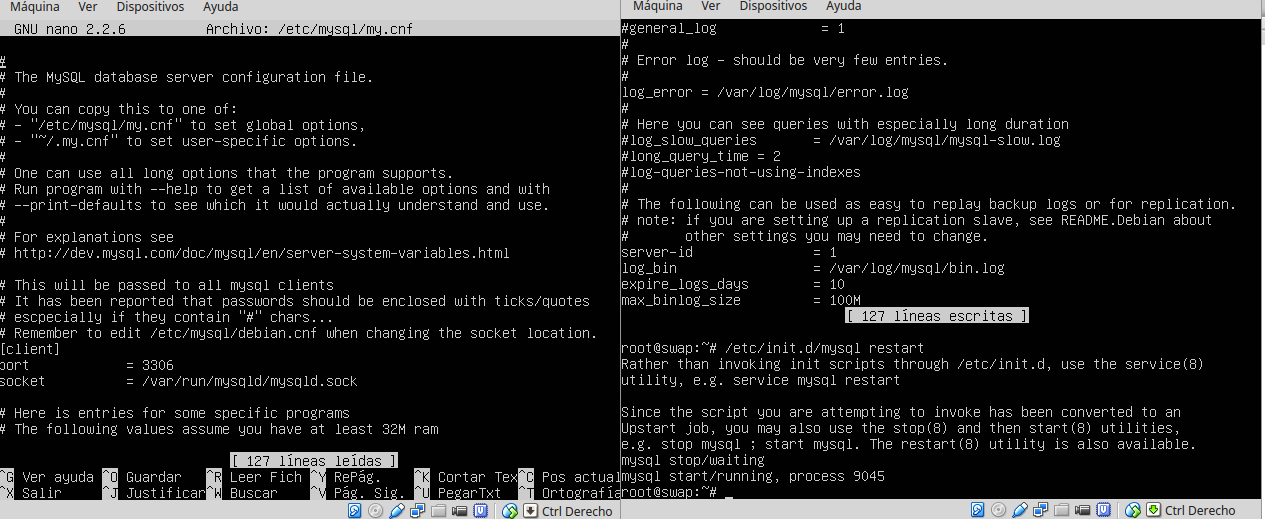 Máquina Ver Dispositivos Ayuda
GNU nano 2.2.6 Archivo: /etc/mysql/my.cnf
#
# The MySQL database server configuration file.
#
# You can copy this to one of:
# - "/etc/mysql/my.cnf" to set global options,
# - "~/.my.cnf" to set user-specific options.
#
# One can use all long options that the program supports.
# Run program with --help to get a list of available options and with
# --print-defaults to see which it would actually understand and use.
#
# For explanations see
# http://dev.mysql.com/doc/mysql/en/server-system-variables.html

# This will be passed to all mysql clients
# It has been reported that passwords should be enclosed with ticks/quotes
# escpecially if they contain "#" chars...
# Remember to edit /etc/mysql/debian.cnf when changing the socket location.
[client]
port = 3306
socket = /var/run/mysqld/mysqld.sock

# Here is entries for some specific programs
# The following values assume you have at least 32M ram

[ 127 líneas leídas ]
^G Ver ayuda ^O Guardar ^R Leer Fich ^Y RePág. ^K Cortar Tex ^C Pos actual
^X Salir ^J Justificar ^W Buscar ^V Pág. Sig. ^U PegarTxt ^T Ortografía
Ctrl Derecho
Máquina Ver Dispositivos Ayuda
#general_log = 1
#
# Error log - should be very few entries.
#
log_error = /var/log/mysql/error.log
#
# Here you can see queries with especially long duration
#log_slow_queries = /var/log/mysql/mysql-slow.log
#long_query_time = 2
#log-queries-not-using-indexes
#
# The following can be used as easy to replay backup logs or for replication.
# note: if you are setting up a replication slave, see README.Debian about
# other settings you may need to change.
server-id = 1
log_bin = /var/log/mysql/bin.log
expire_logs_days = 10
max_binlog_size = 100M
[ 127 líneas escritas ]

root@swap:~# /etc/init.d/mysql restart
Rather than invoking init scripts through /etc/init.d, use the service(8)
utility, e.g. service mysql restart

Since the script you are attempting to invoke has been converted to an
Upstart job, you may also use the stop(8) and then start(8) utilities,
e.g. stop mysql ; start mysql. The restart(8) utility is also available.
mysql stop/waiting
mysql start/running, process 9045
root@swap:~# _
Ctrl Derecho